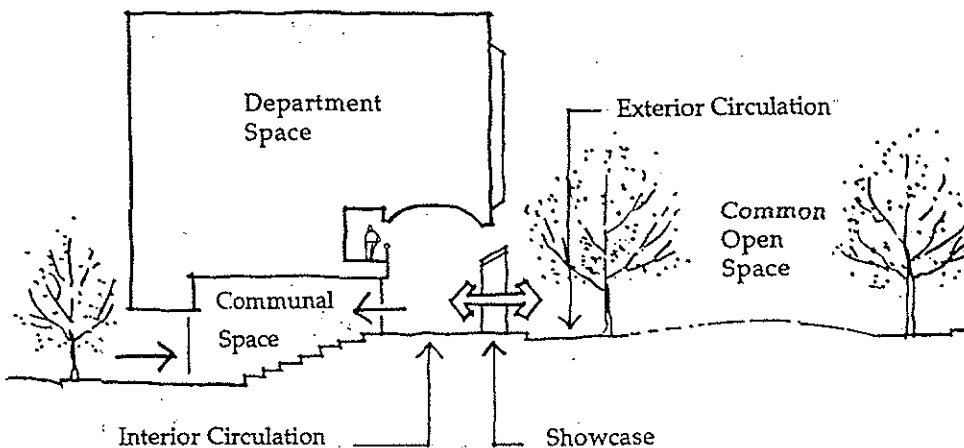 Department
Space
Exterior Circulation
Common
Open
Space
Communal
Space
Interior Circulation
Showcase